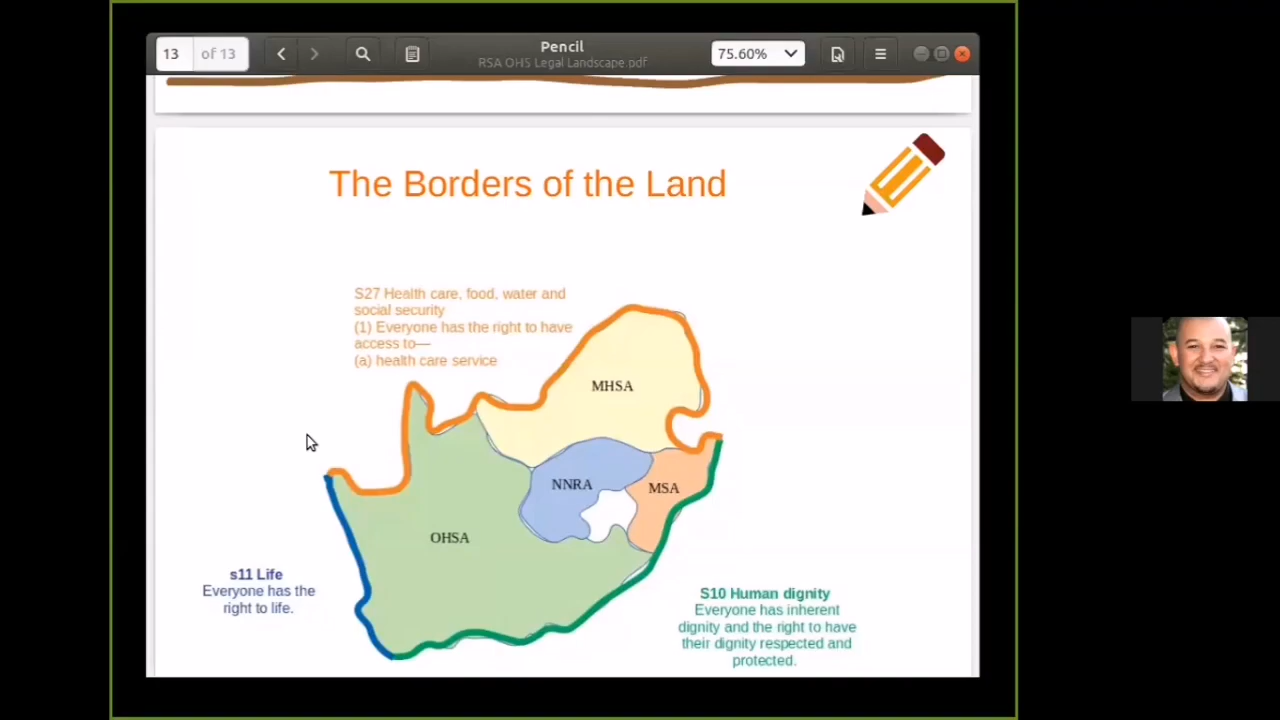 13 of 13
Pencil
RSA OHS Legal Landscape.pdf
75.60%
The Borders of the Land
S27 Health care, food, water and
social security
(1) Everyone has the right to have
access to—
(a) health care service
MHSA
NNRA
MSA
OHSA
s11 Life
Everyone has the
right to life.
S10 Human dignity
Everyone has inherent
dignity and the right to have
their dignity respected and
protected.